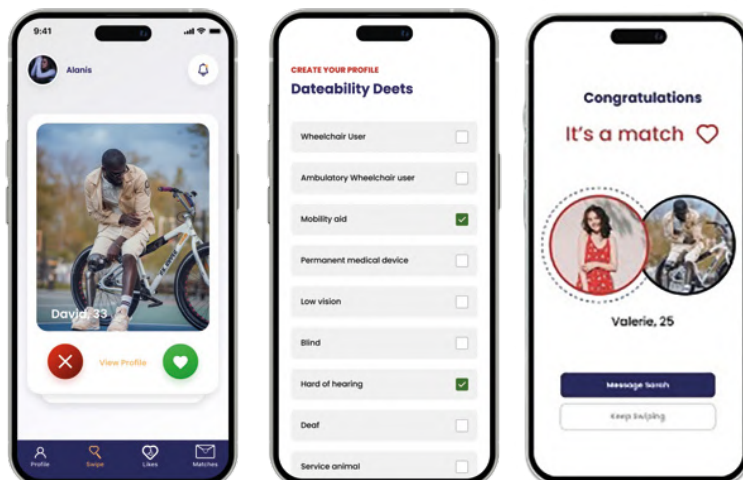 9:41
Alanis
David, 33
View Profile
Profile
Swipe
Likes
Matches
CREATE YOUR PROFILE
Dateability Deets
Wheelchair User
Ambulatory Wheelchair user
Mobility aid
Permanent medical device
Low vision
Blind
Hard of hearing
Deaf
Service animal
Congratulations
It's a match
Valerie, 25
Message Sarah
Keep Swiping